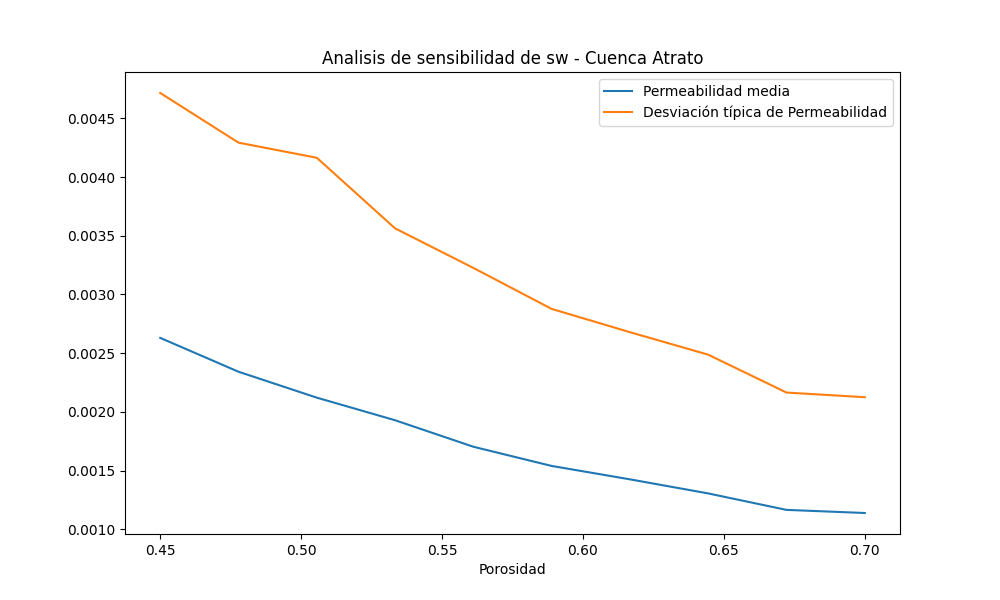 Analisis de sensibilidad de sw - Cuenca Atrato
Permeabilidad media
Desviación típica de Permeabilidad
0.0045
0.0040
0.0035
0.0030
0.0025
0.0020
0.0015
0.0010
0.45 0.50 0.55 0.60 0.65 0.70
Porosidad